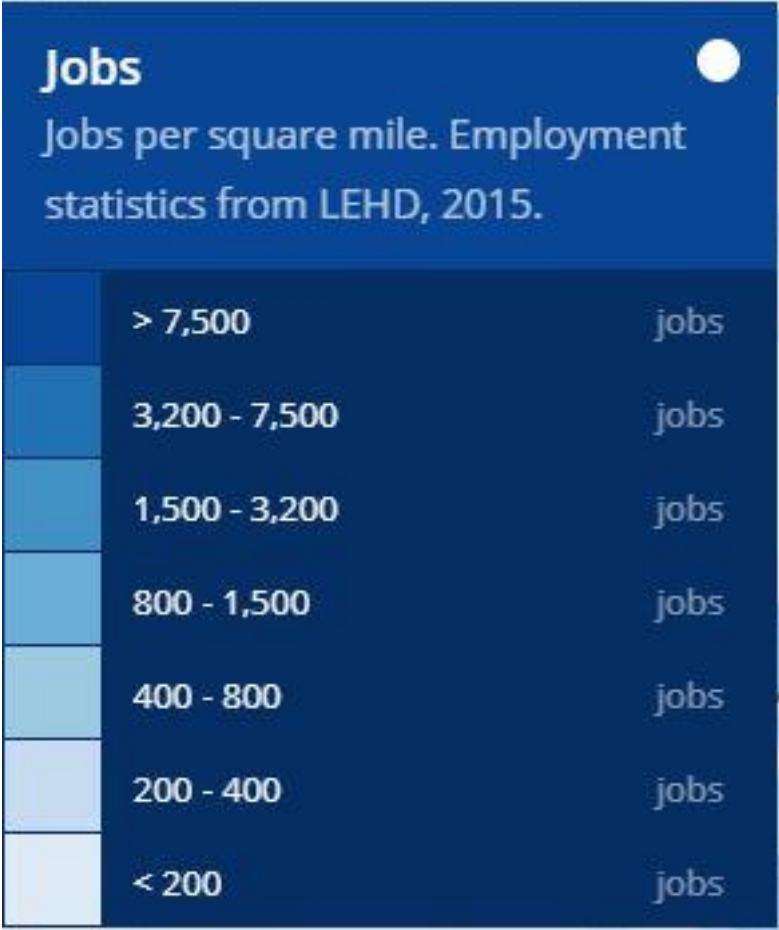 Jobs
Jobs per square mile. Employment
statistics from LEHD, 2015.
> 7,500 jobs
3,200 - 7,500 jobs
1,500 - 3,200 jobs
800 - 1,500 jobs
400 - 800 jobs
200 - 400 jobs
< 200 jobs